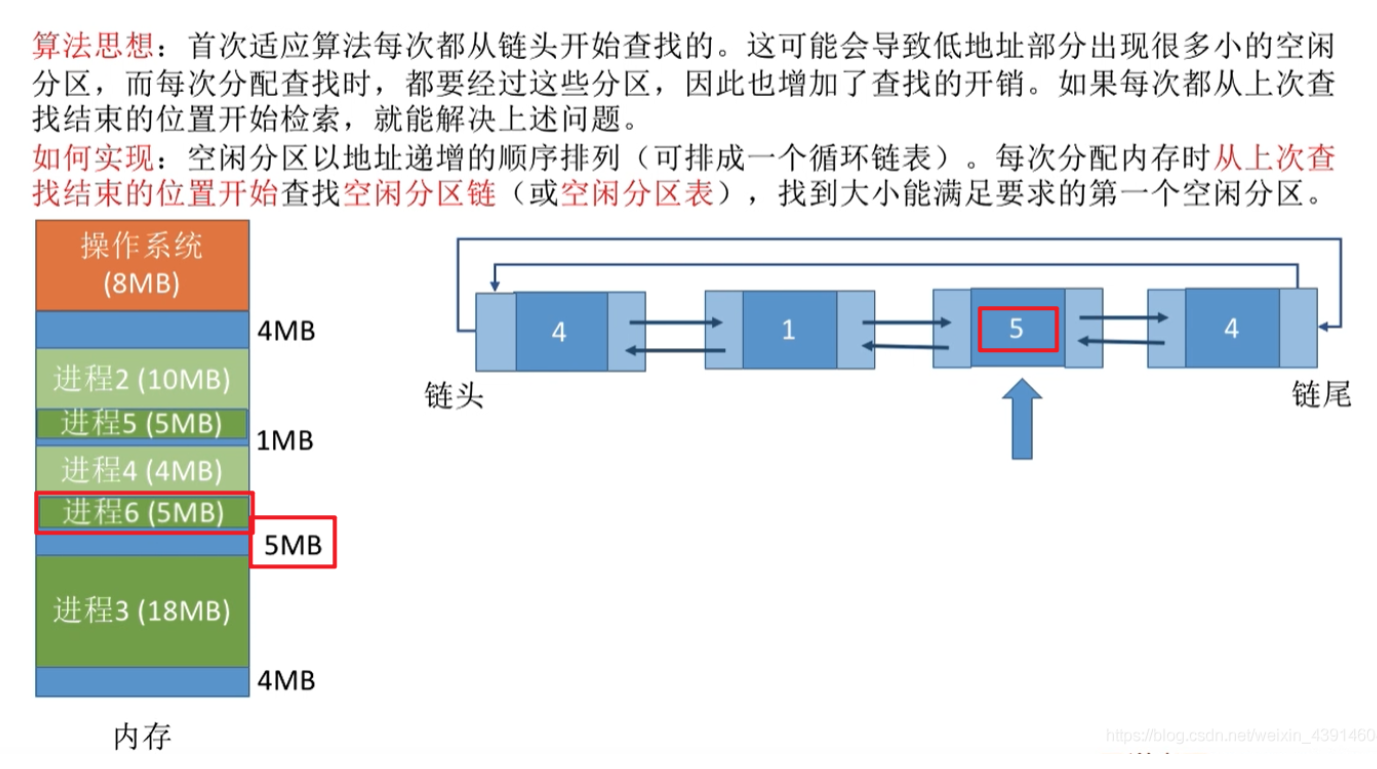 算法思想：首次适应算法每次都从链头开始查找的。这可能会导致低地址部分出现很多小的空闲
分区，而每次分配查找时，都要经过这些分区，因此也增加了查找的开销。如果每次都从上次查
找结束的位置开始检索，就能解决上述问题。
如何实现：空闲分区以地址递增的顺序排列（可排成一个循环链表）。每次分配内存时从上次查
找结束的位置开始查找空闲分区链（或空闲分区表），找到大小能满足要求的第一个空闲分区。
操作系统
(8MB)
4MB
进程2 (10MB)
进程5 (5MB)
1MB
进程4 (4MB)
进程6 (5MB)
5MB
进程3 (18MB)
4MB
内存
4
1
5
4
链头
链尾
https://blog.csdn.net/weixin_4391460